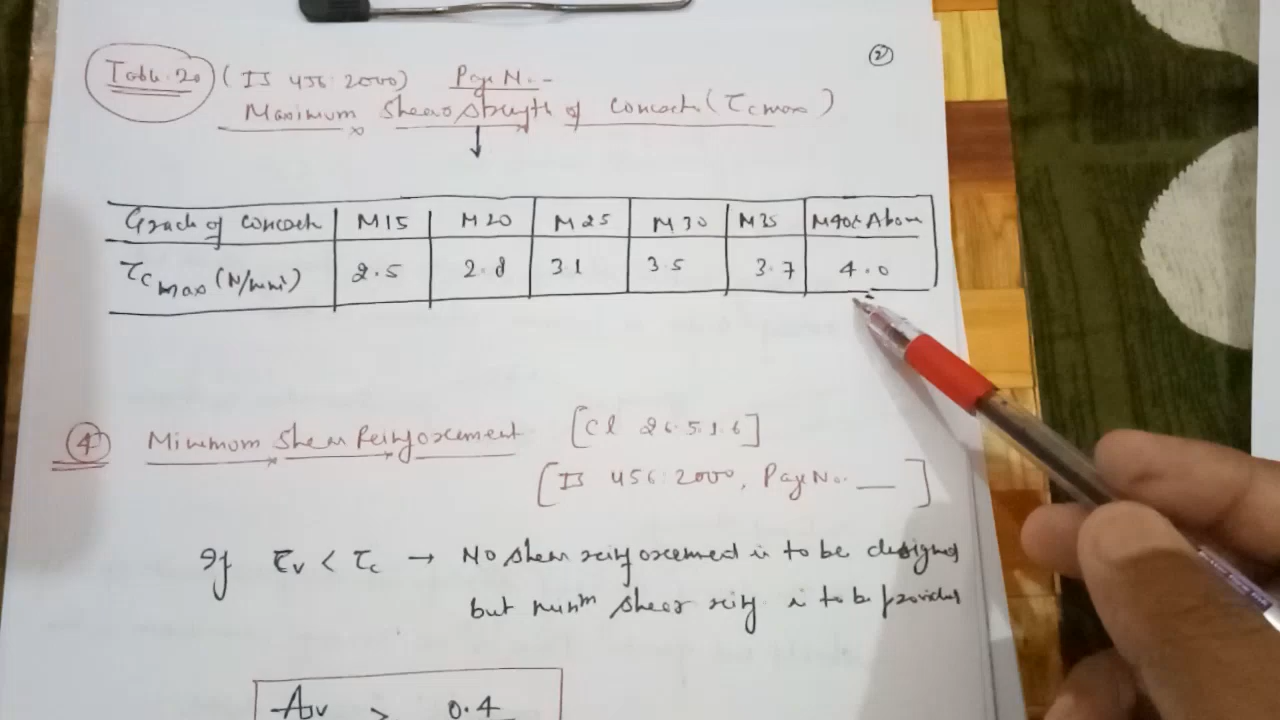 ②
Table 20 (IS 456:2000) Page No. -
Maximum Shear strength of concrete (τc max)
↓
Grade of concrete M15 M20 M25 M30 M35 M40 & Above
τc max (N/mm²) 2.5 2.8 3.1 3.5 3.7 4.0
④ Minimum Shear Reinforcement [Cl 26.5.1.6]
[IS 456:2000, Page No. __]
If τv < τc → No shear reinforcement is to be designed
but minm shear reinf is to be provided
Asv > 0.4